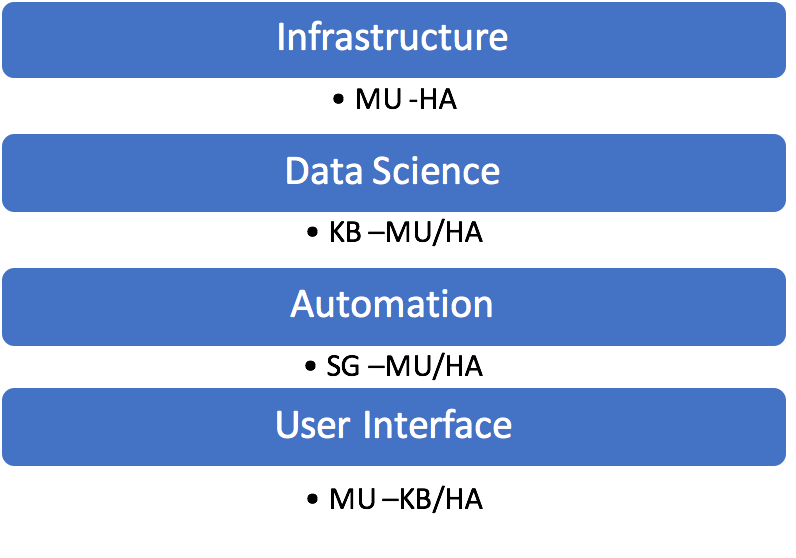 Infrastructure
• MU -HA
Data Science
• KB –MU/HA
Automation
• SG –MU/HA
User Interface
• MU –KB/HA